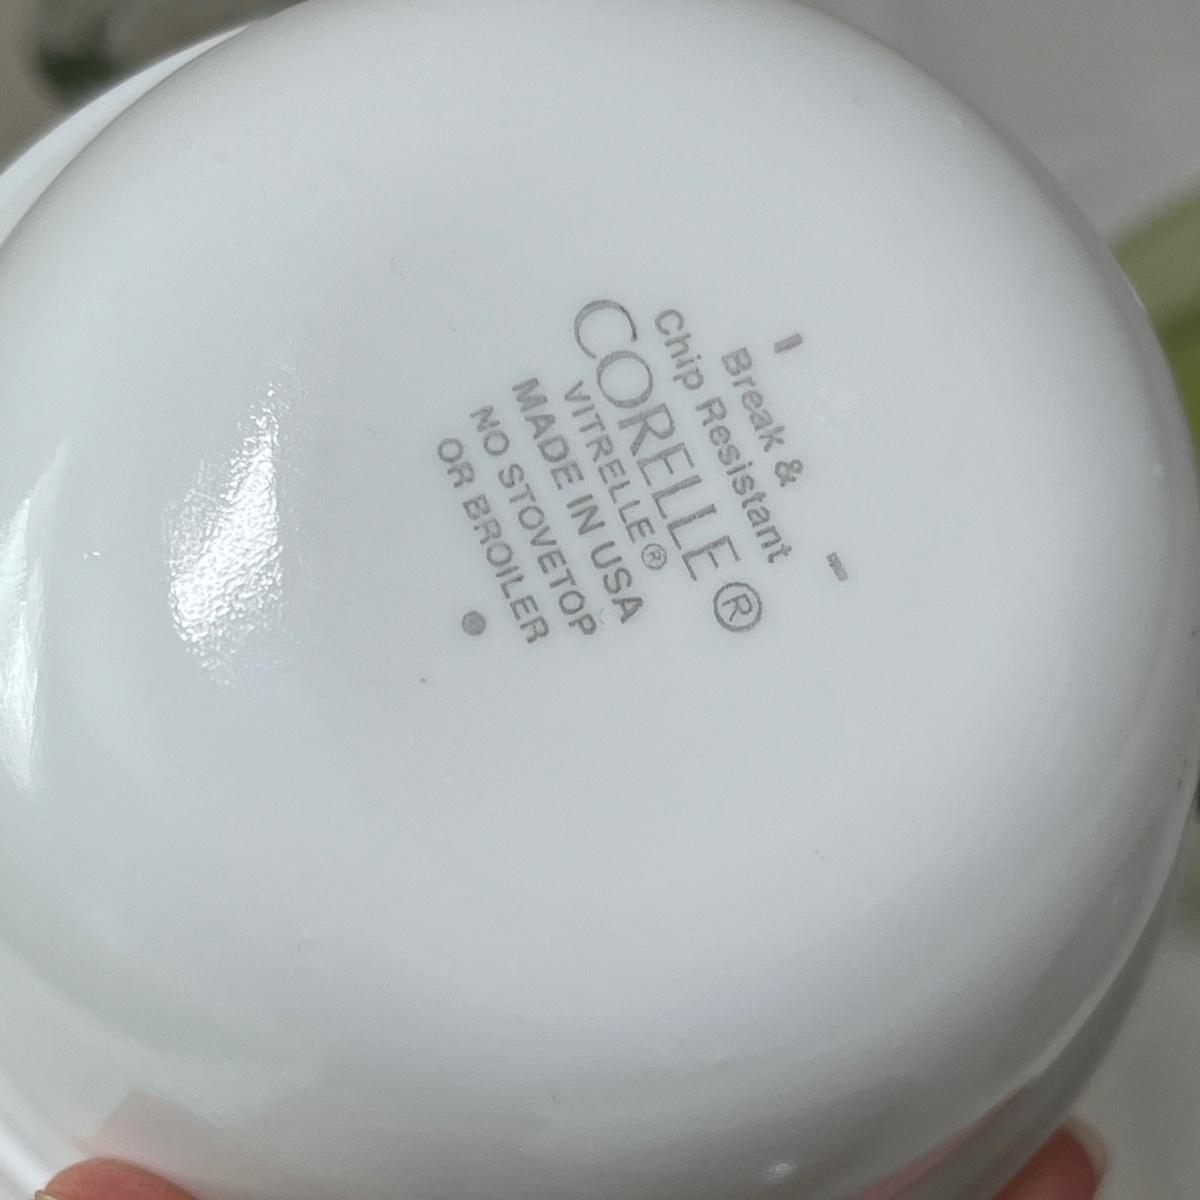 Break &
Chip Resistant
CORELLE®
VITRELLE®
MADE IN USA
NO STOVETOP
OR BROILER